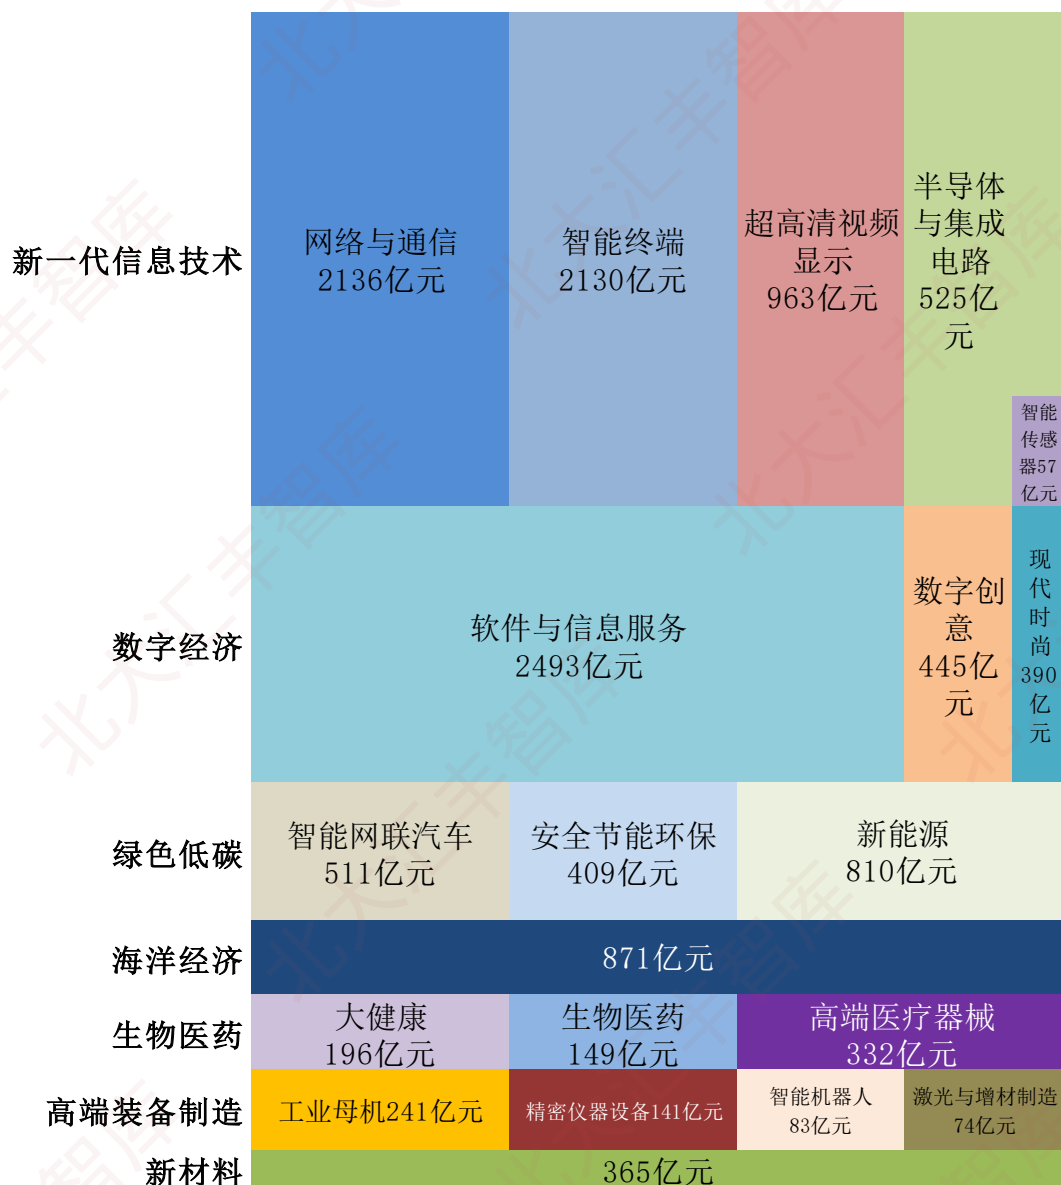 新一代信息技术
网络与通信
2136亿元
智能终端
2130亿元
超高清视频
显示
963亿元
半导体
与集成
电路
525亿
元
智能
传感
器57
亿元
数字经济
软件与信息服务
2493亿元
数字创
意
445亿
元
现
代
时
尚
390
亿
元
绿色低碳
智能网联汽车
511亿元
安全节能环保
409亿元
新能源
810亿元
海洋经济
871亿元
生物医药
大健康
196亿元
生物医药
149亿元
高端医疗器械
332亿元
高端装备制造
工业母机241亿元
精密仪器设备141亿元
智能机器人
83亿元
激光与增材制造
74亿元
新材料
365亿元
北大汇丰智库